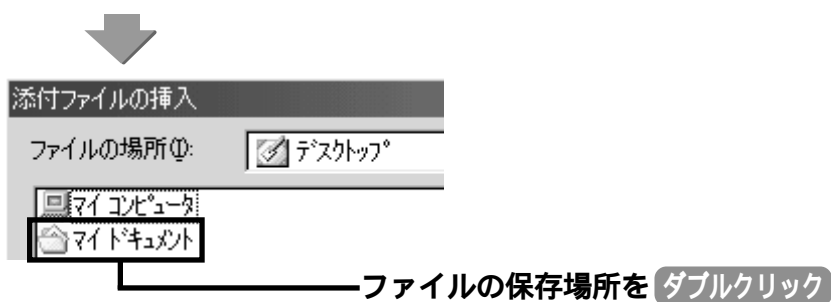 添付ファイルの挿入
ファイルの場所(I): デスクトップ
マイ コンピュータ
マイ ドキュメント
ファイルの保存場所を ダブルクリック